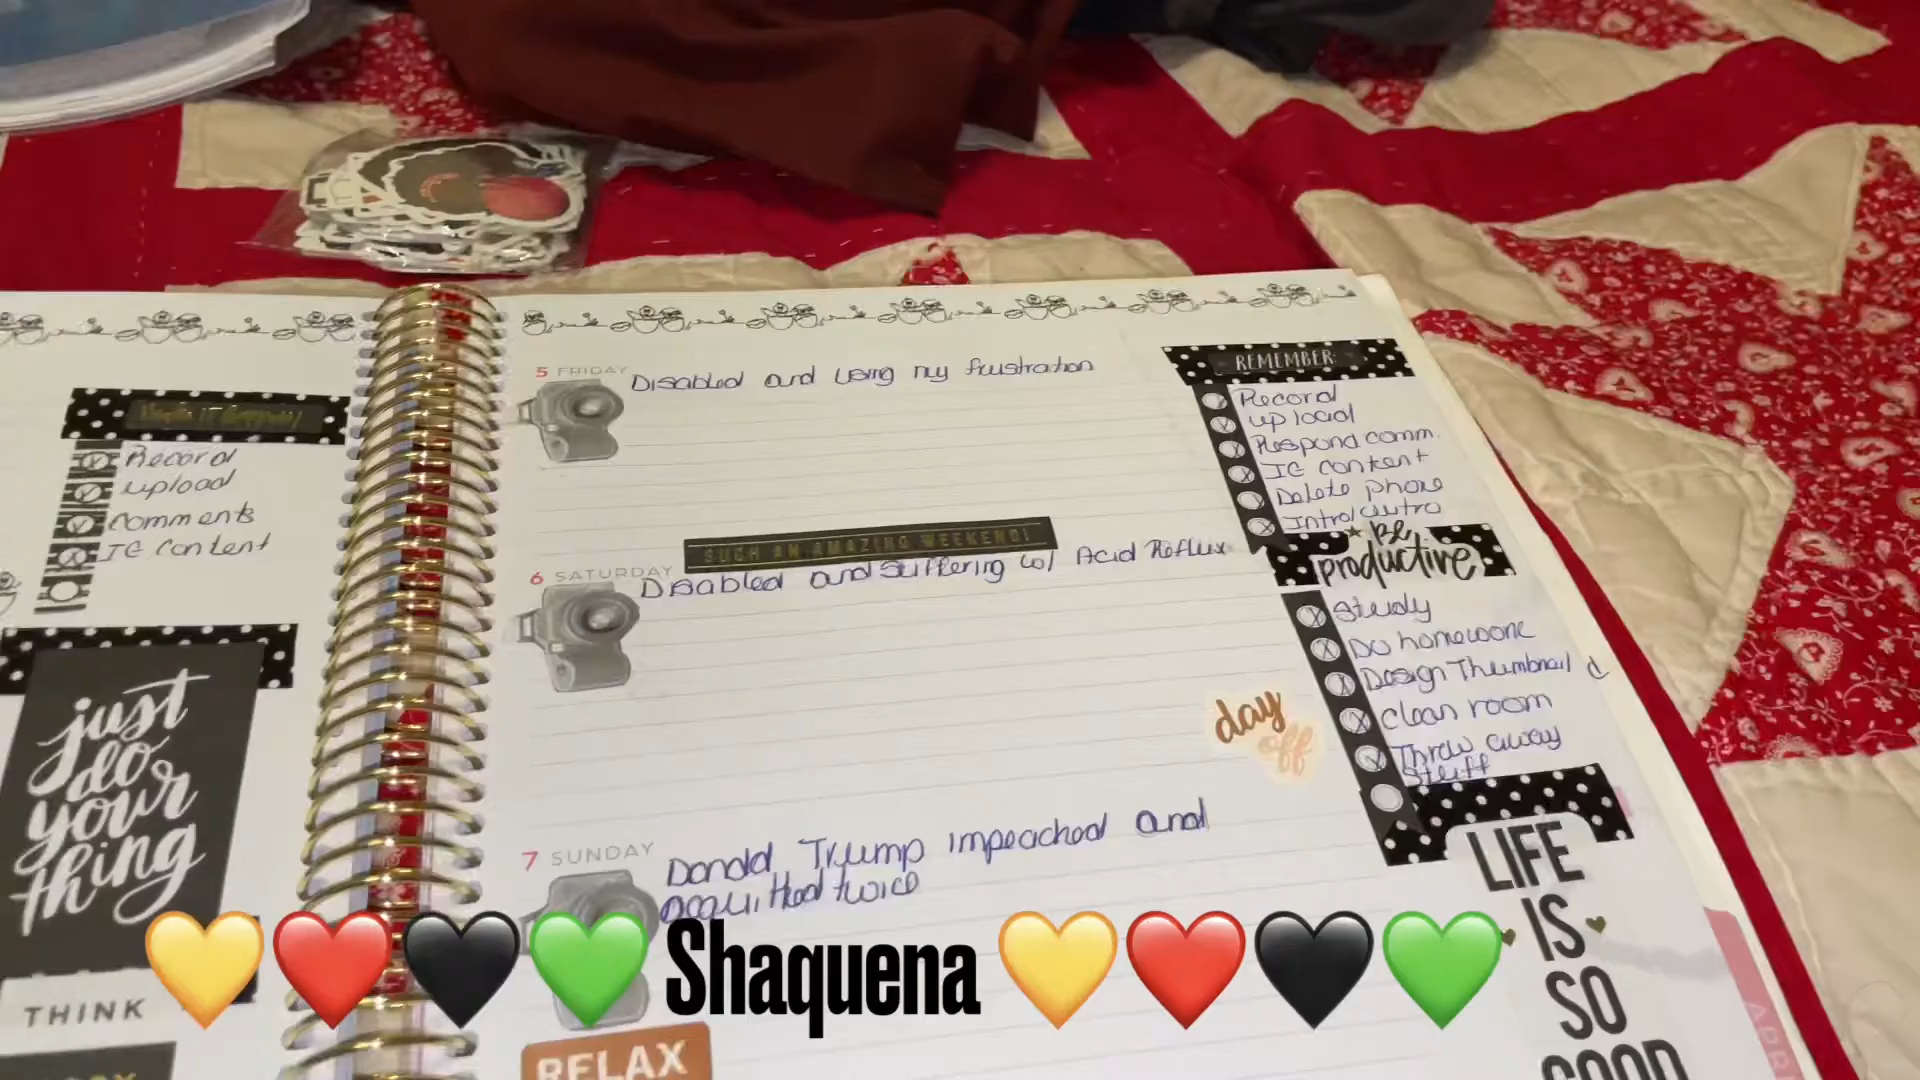 Record
upload
Comments
IG content
just
do
your
thing
THINK
5 FRIDAY
Disabled and using my frustration
SUCH AN AMAZING WEEKEND!
6 SATURDAY
Disabled and suffering w/ Acid Reflux
day
off
7 SUNDAY
Donald Trump impeached and
acquitted twice
RELAX
REMEMBER:
Record
upload
Respond comm.
IG content
Delete phone
Intro/outro
Be
productive
Study
Do homework
Design Thumbnail
clean room
Throw away
stuff
LIFE
IS
SO
GOOD
💛❤️🖤💚 Shaquena 💛❤️🖤💚